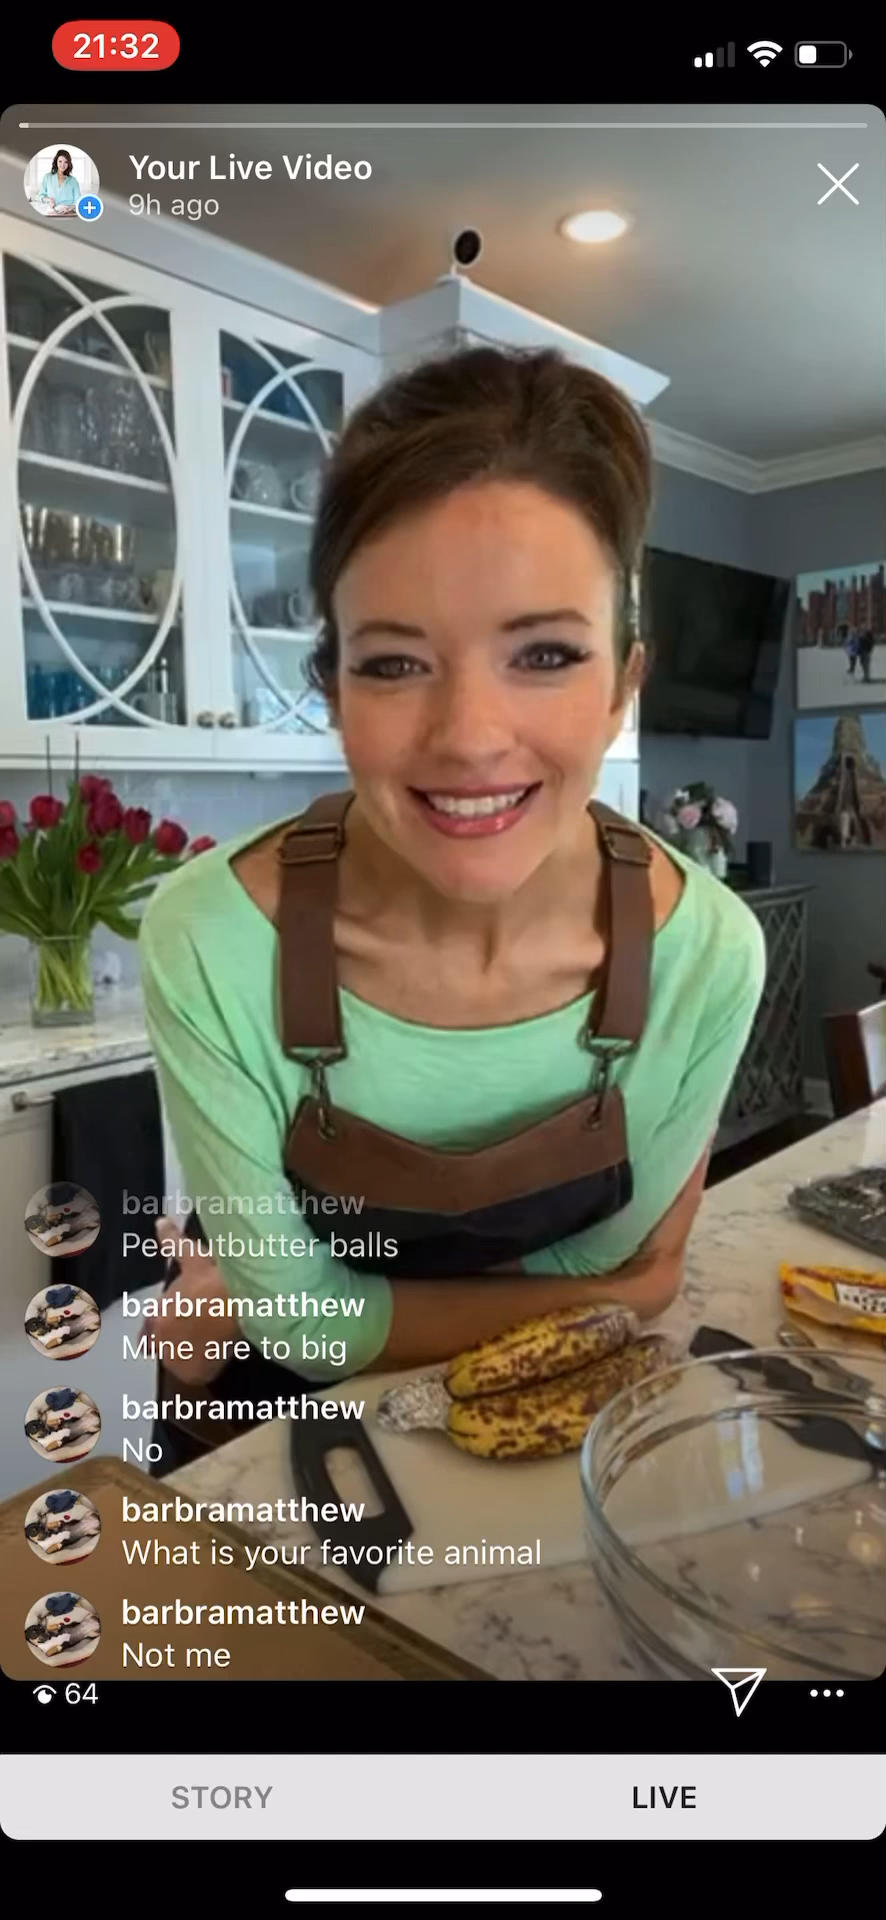 21:32
Your Live Video
9h ago
barbramatthew
Peanutbutter balls
barbramatthew
Mine are to big
barbramatthew
No
barbramatthew
What is your favorite animal
barbramatthew
Not me
64
STORY
LIVE